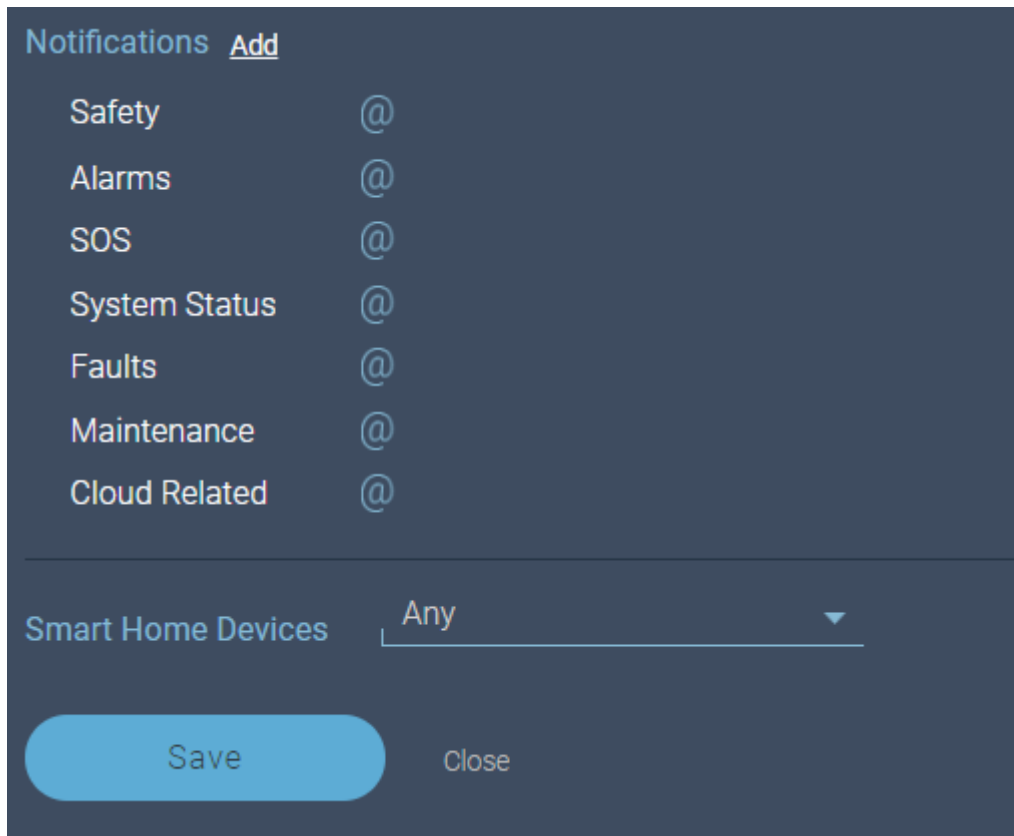 Notifications Add
Safety @
Alarms @
SOS @
System Status @
Faults @
Maintenance @
Cloud Related @
Smart Home Devices Any
Save Close